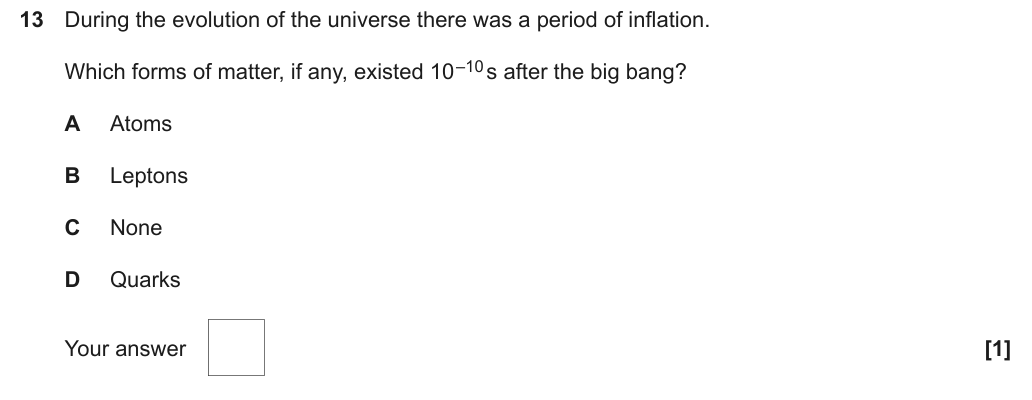 13 During the evolution of the universe there was a period of inflation.
Which forms of matter, if any, existed 10⁻¹⁰ s after the big bang?
A Atoms
B Leptons
C None
D Quarks
Your answer
[1]